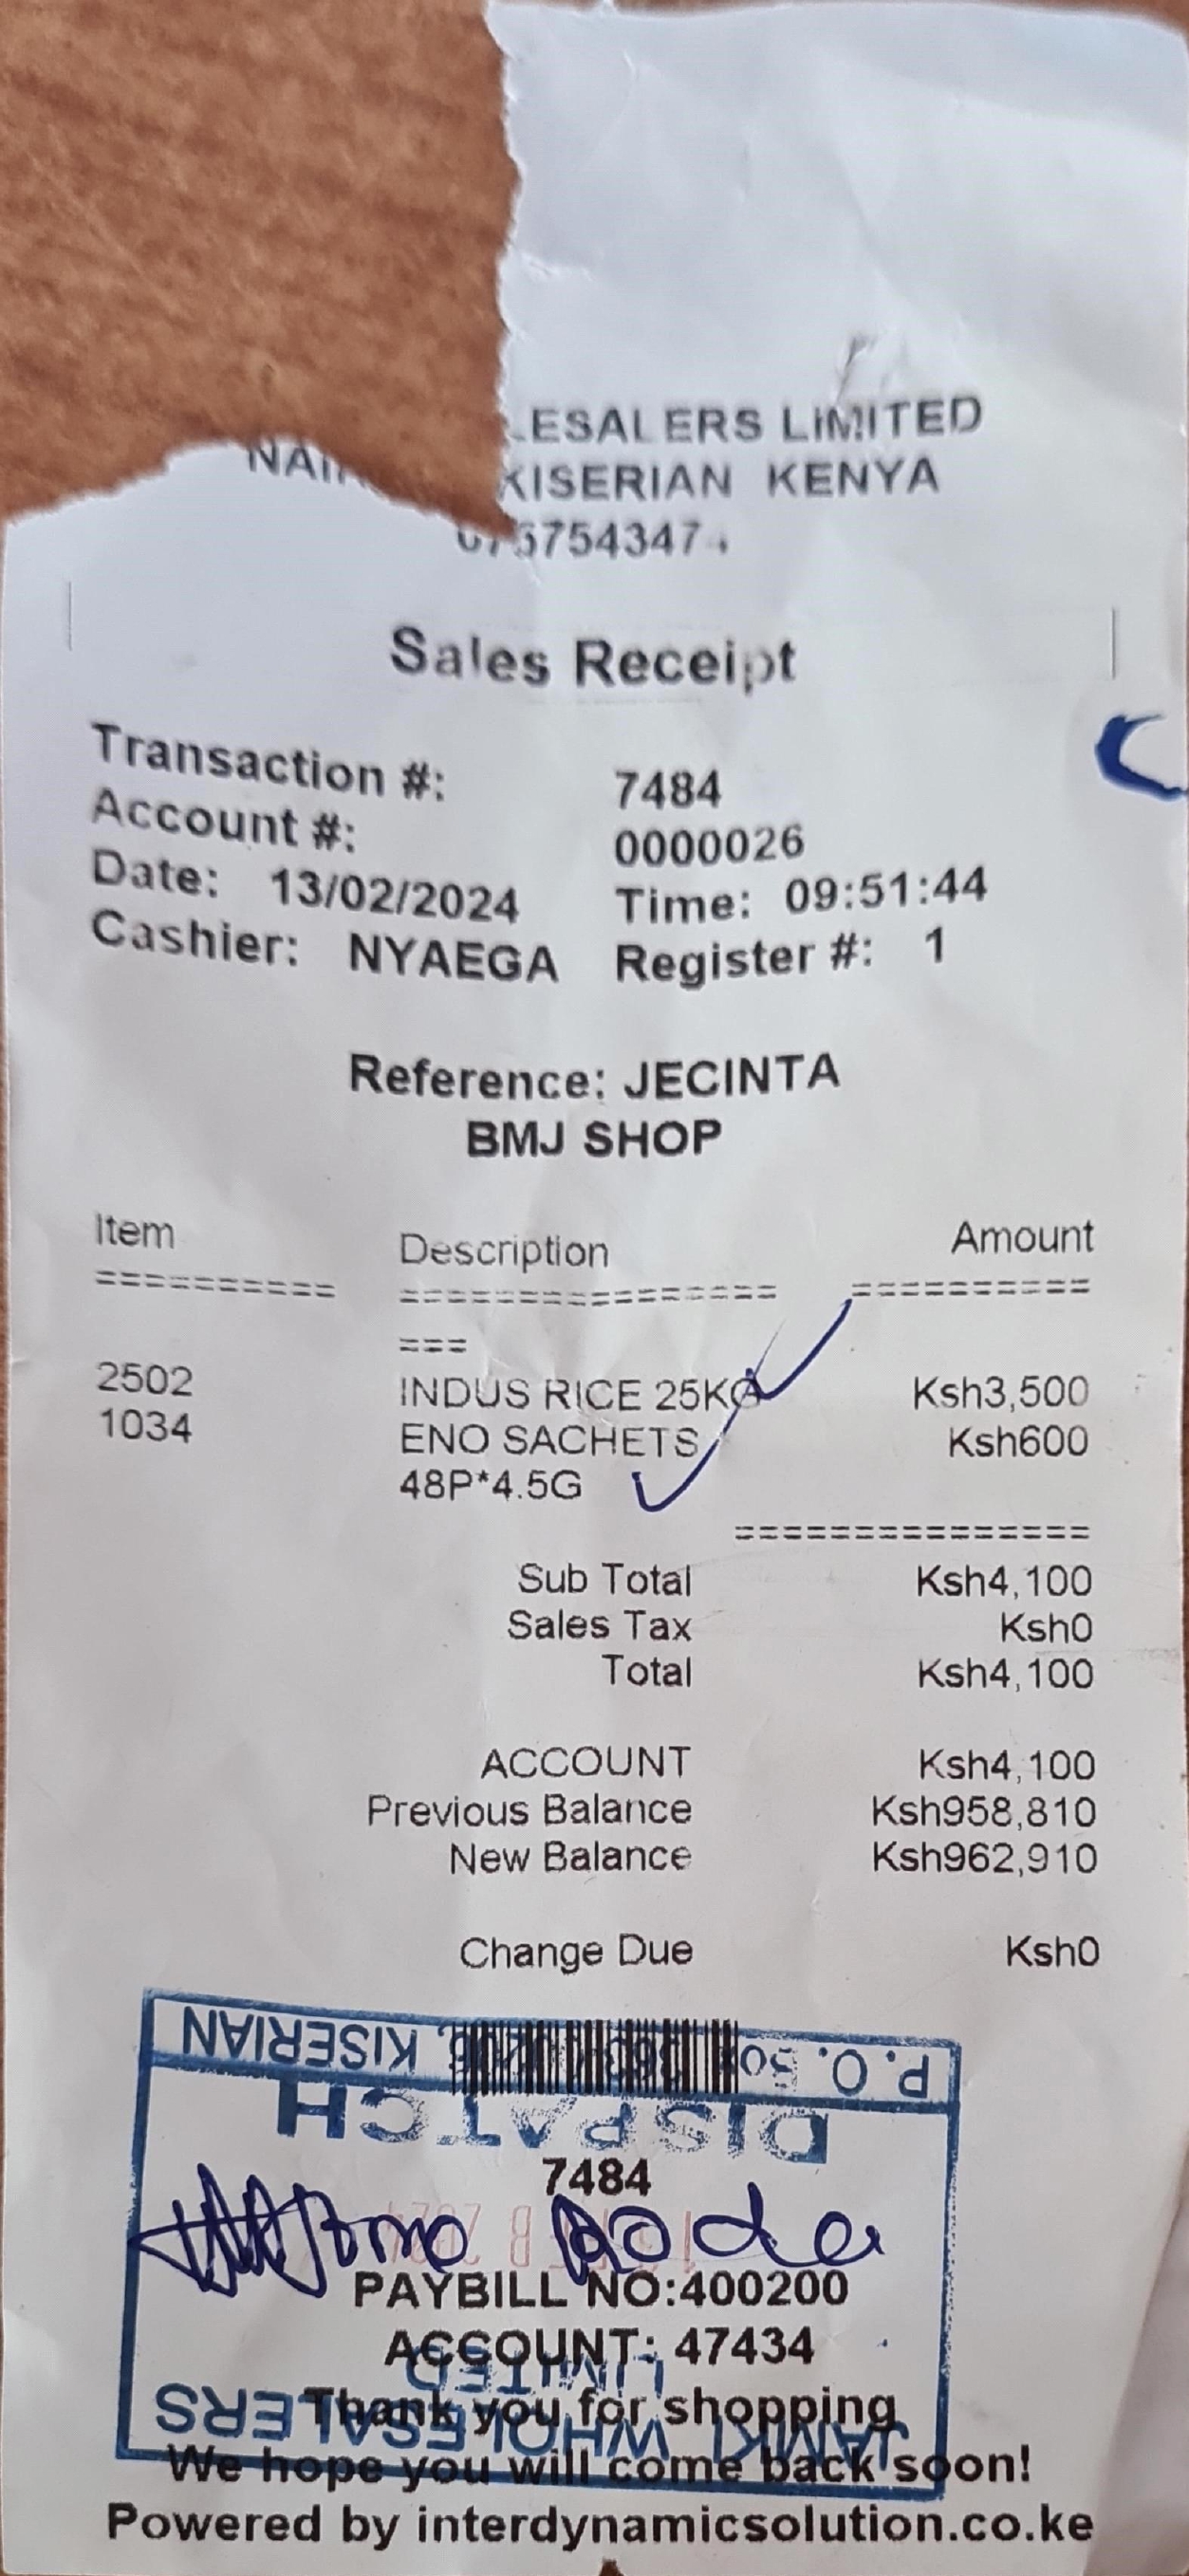 LESALERS LIMITED
KISERIAN KENYA
Sales Receipt
Transaction #: 7484
Account #: 0000026
Date: 13/02/2024 Time: 09:51:44
Cashier: NYAEGA Register #: 1
Reference: JECINTA
BMJ SHOP
Item Description Amount
========== ================ ==========
===
2502 INDUS RICE 25KG Ksh3,500
1034 ENO SACHETS Ksh600
48P*4.5G
===============
Sub Total Ksh4,100
Sales Tax Ksh0
Total Ksh4,100
ACCOUNT Ksh4,100
Previous Balance Ksh958,810
New Balance Ksh962,910
Change Due Ksh0
7484
PAYBILL NO:400200
ACCOUNT: 47434
Thank you for shopping
We hope you will come back soon!
Powered by interdynamicsolution.co.ke
WHOLESALERS
LIMITED
DISPATCH
P.O. KISERIAN